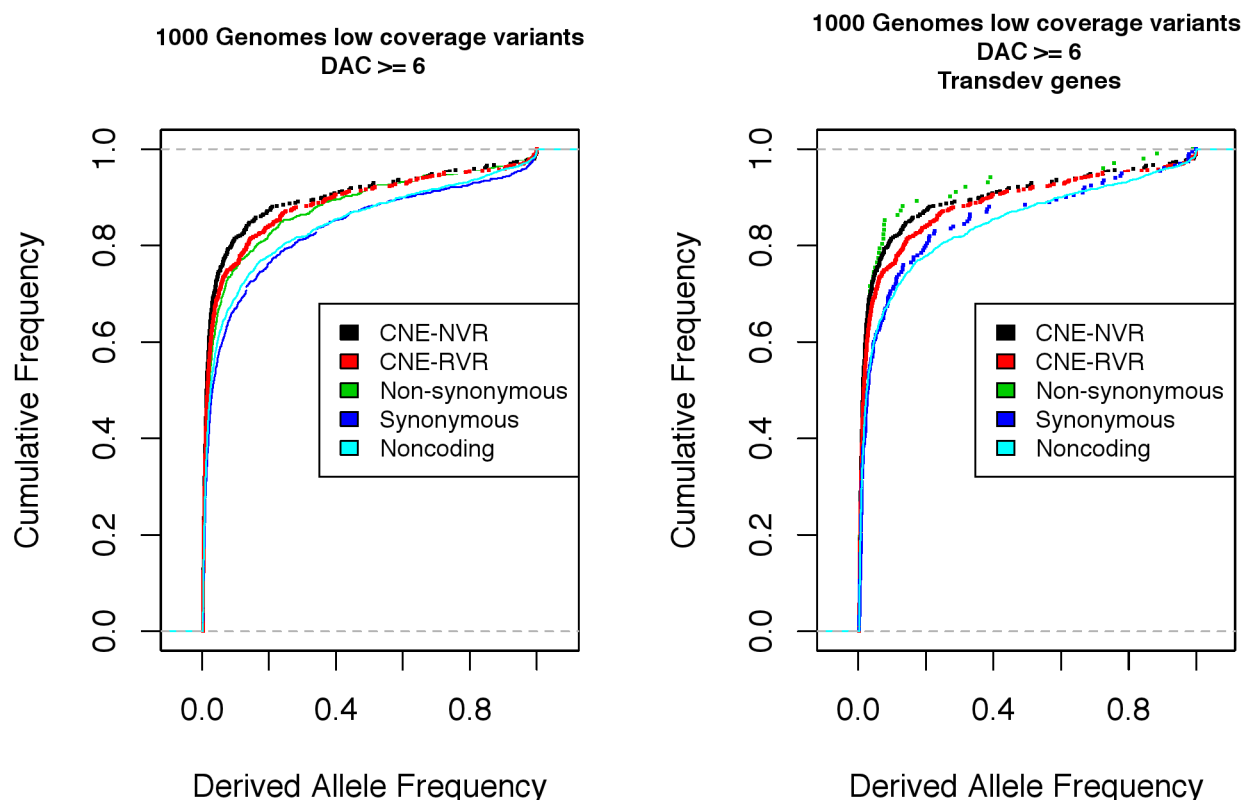 1000 Genomes low coverage variants
DAC >= 6
Cumulative Frequency
1.0
0.8
0.6
0.4
0.2
0.0
CNE-NVR
CNE-RVR
Non-synonymous
Synonymous
Noncoding
0.0 0.4 0.8
Derived Allele Frequency
1000 Genomes low coverage variants
DAC >= 6
Transdev genes
Cumulative Frequency
1.0
0.8
0.6
0.4
0.2
0.0
CNE-NVR
CNE-RVR
Non-synonymous
Synonymous
Noncoding
0.0 0.4 0.8
Derived Allele Frequency